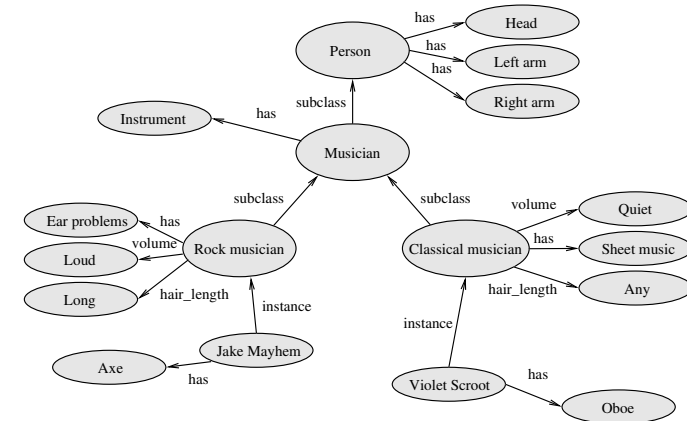 has
Head
Person
has
Left arm
has
Right arm
subclass
has
Instrument
Musician
subclass
subclass
volume
Quiet
Ear problems
has
Rock musician
Classical musician
has
Sheet music
volume
Loud
Long
hair_length
hair_length
Any
instance
instance
Jake Mayhem
Axe
has
Violet Scroot
has
Oboe